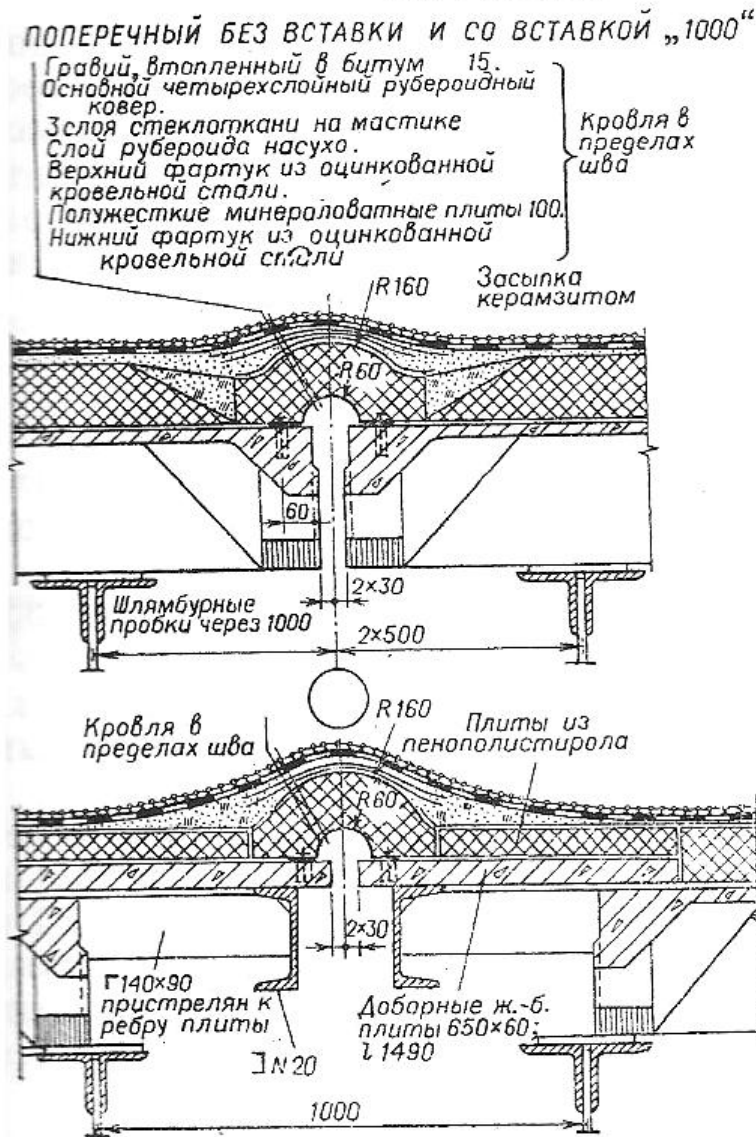 ПОПЕРЕЧНЫЙ БЕЗ ВСТАВКИ И СО ВСТАВКОЙ „1000“
Гравий, втопленный в битум 15.
Основной четырехслойный рубероидный
ковер.
3слоя стеклоткани на мастике
Слой рубероида насухо.
Верхний фартук из оцинкованной
кровельной стали.
Полужесткие минераловатные плиты 100.
Нижний фартук из оцинкованной
кровельной стали
Кровля в
пределах
шва
Засыпка
керамзитом
R160
R60
60
2×30
Шлямбурные
пробки через 1000
2×500
Кровля в
пределах шва
R160
Плиты из
пенополистирола
R60
2×30
Г140×90
пристрелян к
ребру плиты
Доборные ж.-б.
плиты 650×60;
l 1490
]N20
1000